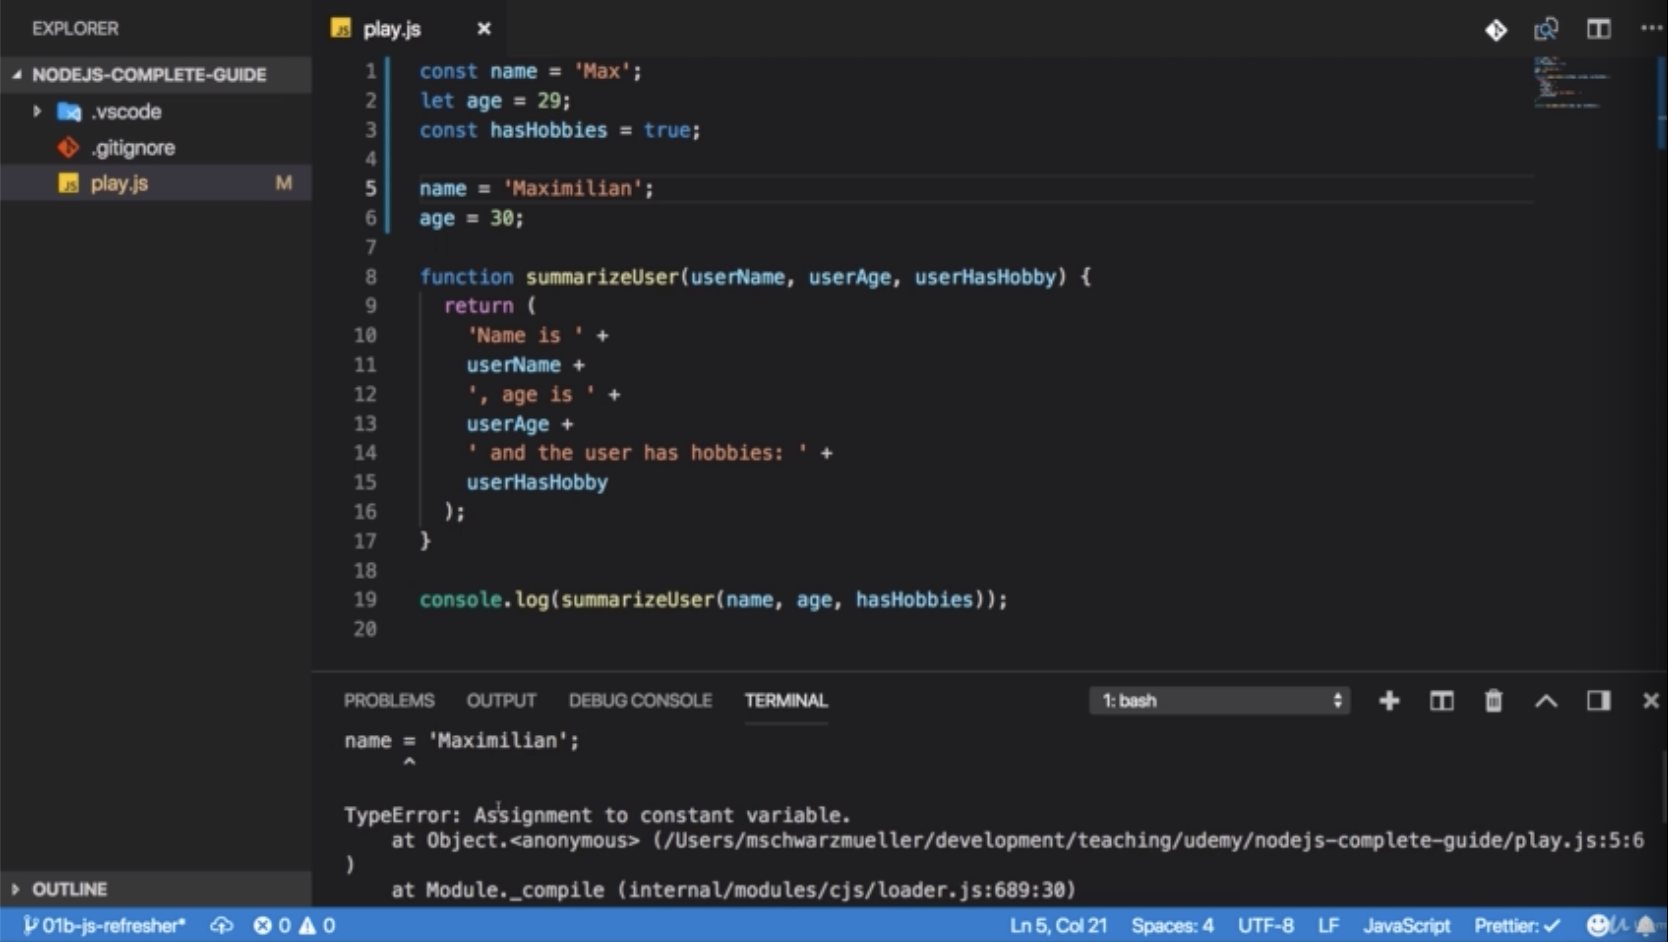 EXPLORER
play.js
NODEJS-COMPLETE-GUIDE
.vscode
.gitignore
play.js M
1 const name = 'Max';
2 let age = 29;
3 const hasHobbies = true;
4
5 name = 'Maximilian';
6 age = 30;
7
8 function summarizeUser(userName, userAge, userHasHobby) {
9 return (
10 'Name is ' +
11 userName +
12 ', age is ' +
13 userAge +
14 ' and the user has hobbies: ' +
15 userHasHobby
16 );
17 }
18
19 console.log(summarizeUser(name, age, hasHobbies));
20
PROBLEMS OUTPUT DEBUG CONSOLE TERMINAL 1: bash
name = 'Maximilian';
^
TypeError: Assignment to constant variable.
at Object.<anonymous> (/Users/mschwarzmueller/development/teaching/udemy/nodejs-complete-guide/play.js:5:6
)
at Module._compile (internal/modules/cjs/loader.js:689:30)
OUTLINE
01b-js-refresher* 0 0 Ln 5, Col 21 Spaces: 4 UTF-8 LF JavaScript Prettier: ✓